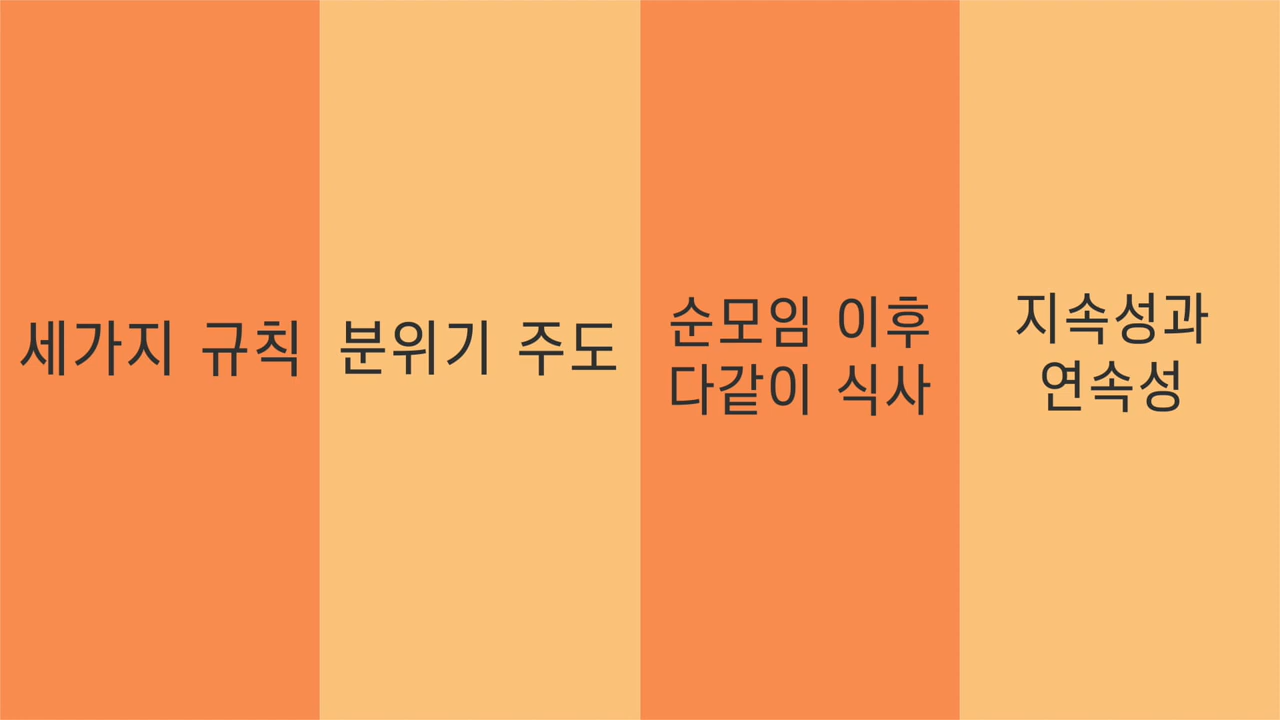 세가지 규칙
분위기 주도
순모임 이후
다같이 식사
지속성과
연속성